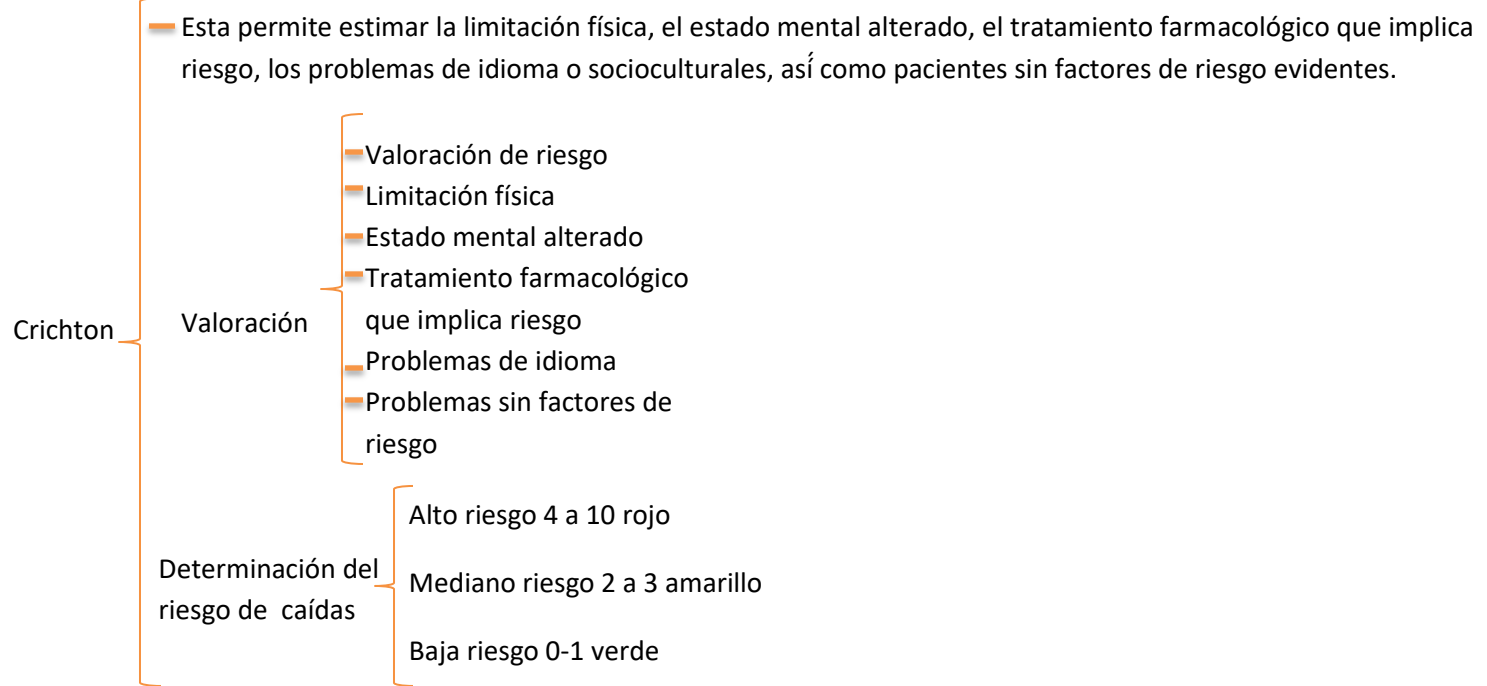 Esta permite estimar la limitación física, el estado mental alterado, el tratamiento farmacológico que implica
riesgo, los problemas de idioma o socioculturales, así como pacientes sin factores de riesgo evidentes.
Crichton
Valoración
Valoración de riesgo
Limitación física
Estado mental alterado
Tratamiento farmacológico
que implica riesgo
Problemas de idioma
Problemas sin factores de
riesgo
Determinación del
riesgo de caídas
Alto riesgo 4 a 10 rojo
Mediano riesgo 2 a 3 amarillo
Baja riesgo 0-1 verde